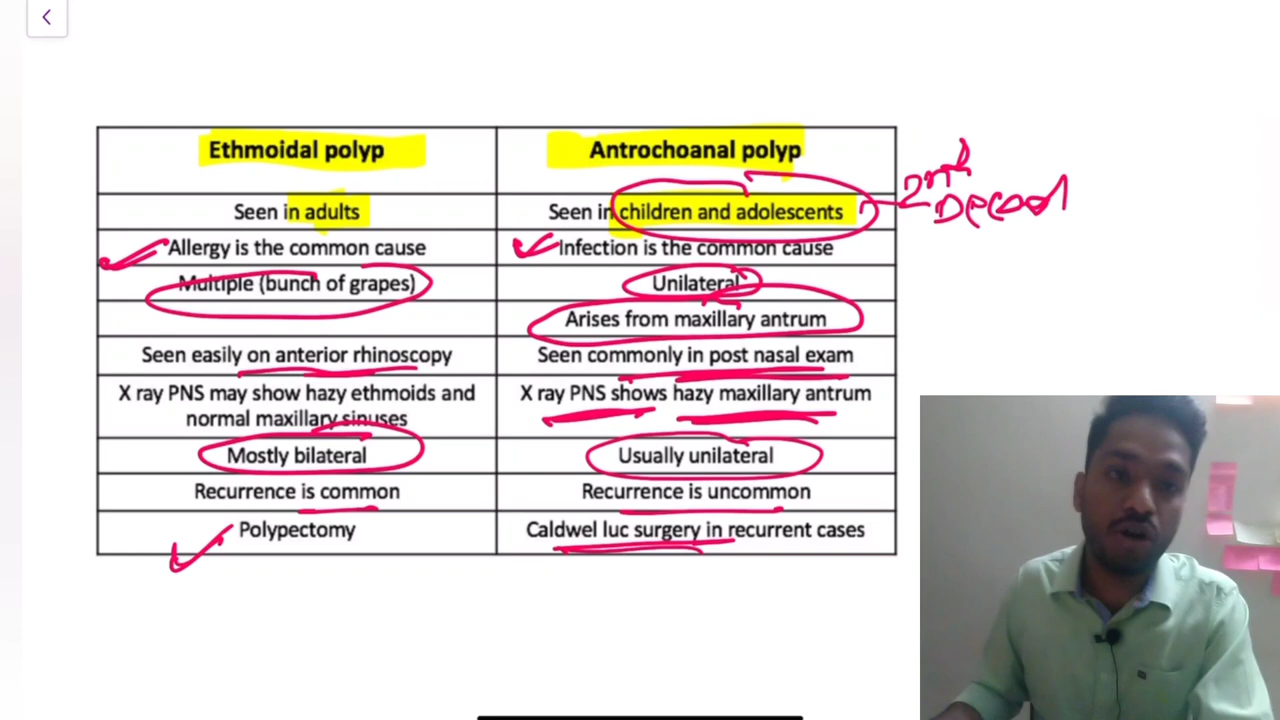 Ethmoidal polyp Antrochoanal polyp
Seen in adults Seen in children and adolescents
2nd
Decad
Allergy is the common cause Infection is the common cause
Multiple (bunch of grapes) Unilateral
Arises from maxillary antrum
Seen easily on anterior rhinoscopy Seen commonly in post nasal exam
X ray PNS may show hazy ethmoids and X ray PNS shows hazy maxillary antrum
normal maxillary sinuses
Mostly bilateral Usually unilateral
Recurrence is common Recurrence is uncommon
Polypectomy Caldwel luc surgery in recurrent cases